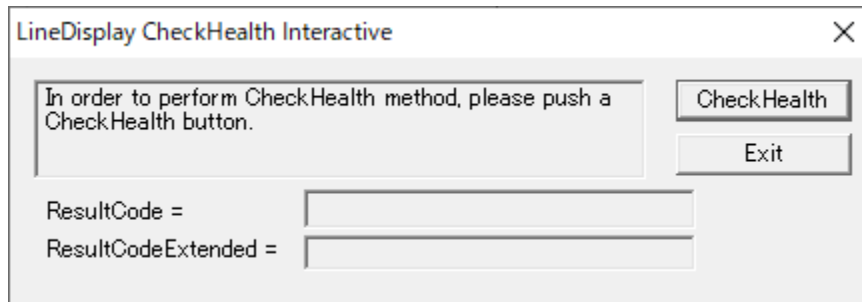 LineDisplay CheckHealth Interactive
In order to perform CheckHealth method, please push a
CheckHealth button.
CheckHealth
Exit
ResultCode =
ResultCodeExtended =